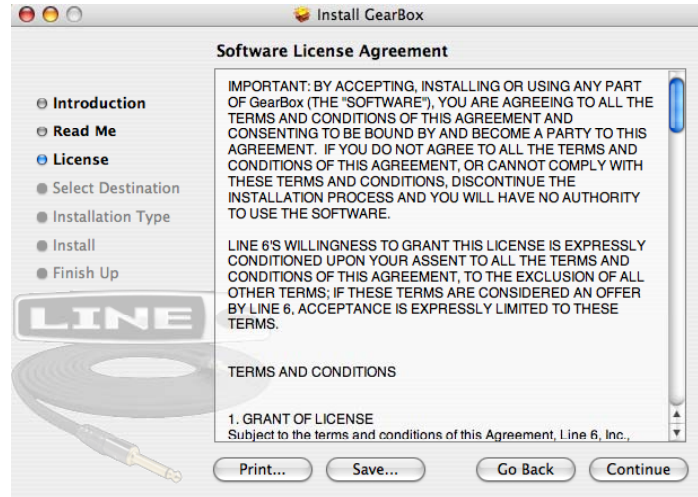 Install GearBox
Software License Agreement
Introduction
Read Me
License
Select Destination
Installation Type
Install
Finish Up
LINE 6
IMPORTANT: BY ACCEPTING, INSTALLING OR USING ANY PART
OF GearBox (THE "SOFTWARE"), YOU ARE AGREEING TO ALL THE
TERMS AND CONDITIONS OF THIS AGREEMENT AND
CONSENTING TO BE BOUND BY AND BECOME A PARTY TO THIS
AGREEMENT.  IF YOU DO NOT AGREE TO ALL THE TERMS AND
CONDITIONS OF THIS AGREEMENT, OR CANNOT COMPLY WITH
THESE TERMS AND CONDITIONS, DISCONTINUE THE
INSTALLATION PROCESS AND YOU WILL HAVE NO AUTHORITY
TO USE THE SOFTWARE.
LINE 6'S WILLINGNESS TO GRANT THIS LICENSE IS EXPRESSLY
CONDITIONED UPON YOUR ASSENT TO ALL THE TERMS AND
CONDITIONS OF THIS AGREEMENT, TO THE EXCLUSION OF ALL
OTHER TERMS; IF THESE TERMS ARE CONSIDERED AN OFFER
BY LINE 6, ACCEPTANCE IS EXPRESSLY LIMITED TO THESE
TERMS.
TERMS AND CONDITIONS
1. GRANT OF LICENSE
Subject to the terms and conditions of this Agreement, Line 6, Inc.,
Print...
Save...
Go Back
Continue